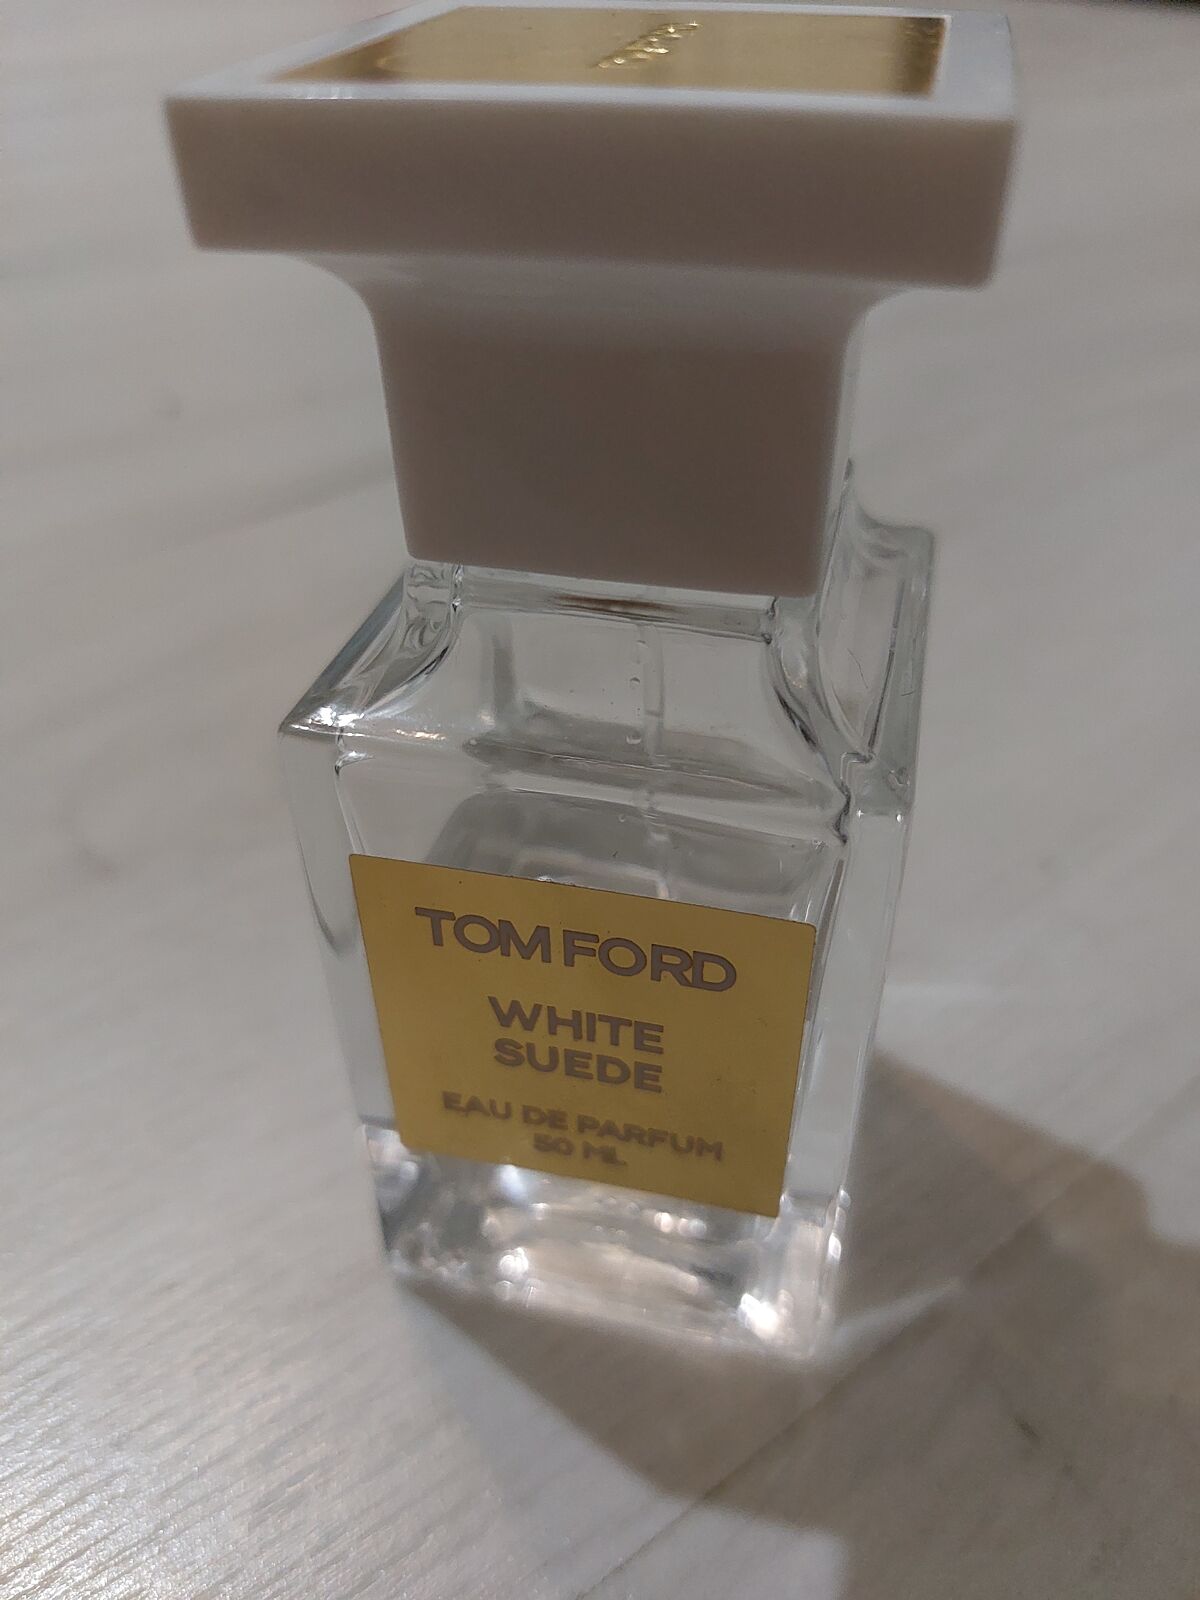 TOM FORD
WHITE
SUEDE
EAU DE PARFUM
50 ML